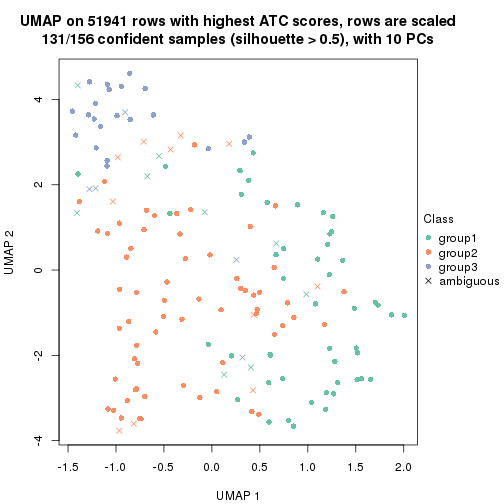 UMAP on 51941 rows with highest ATC scores, rows are scaled
131/156 confident samples (silhouette > 0.5), with 10 PCs
4
2
0
-2
-4
UMAP 2
-1.5 -1.0 -0.5 0.0 0.5 1.0 1.5 2.0
UMAP 1
Class
group1
group2
group3
ambiguous